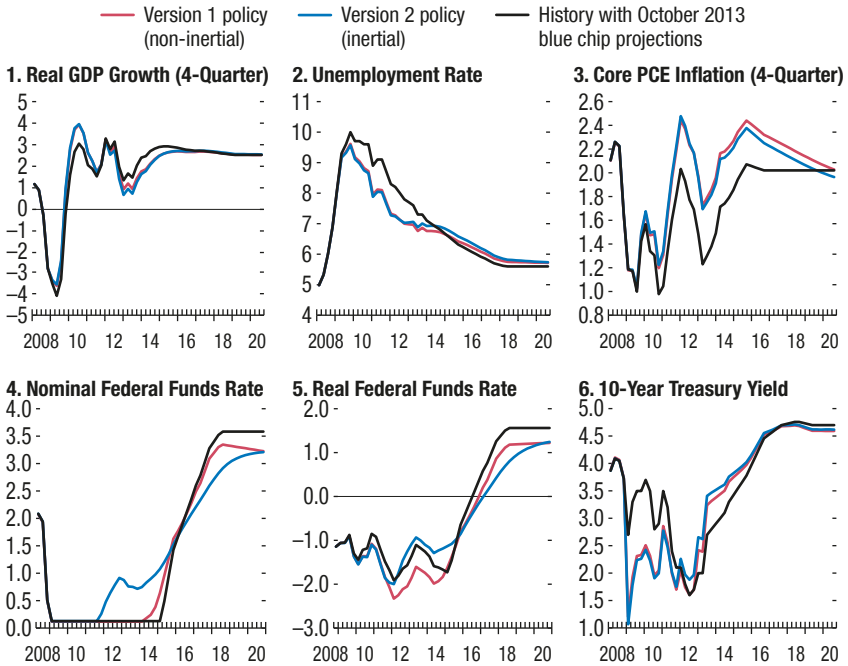 Version 1 policy
(non-inertial)
Version 2 policy
(inertial)
History with October 2013
blue chip projections
1. Real GDP Growth (4-Quarter)
5
4
3
2
1
0
–1
–2
–3
–4
–5
2008 10 12 14 16 18 20
2. Unemployment Rate
11
10
9
8
7
6
5
4
2008 10 12 14 16 18 20
3. Core PCE Inflation (4-Quarter)
2.6
2.4
2.2
2.0
1.8
1.6
1.4
1.2
1.0
0.8
2008 10 12 14 16 18 20
4. Nominal Federal Funds Rate
4.0
3.5
3.0
2.5
2.0
1.5
1.0
0.5
0.0
2008 10 12 14 16 18 20
5. Real Federal Funds Rate
2.0
1.0
0.0
–1.0
–2.0
–3.0
2008 10 12 14 16 18 20
6. 10-Year Treasury Yield
5.0
4.5
4.0
3.5
3.0
2.5
2.0
1.5
1.0
2008 10 12 14 16 18 20